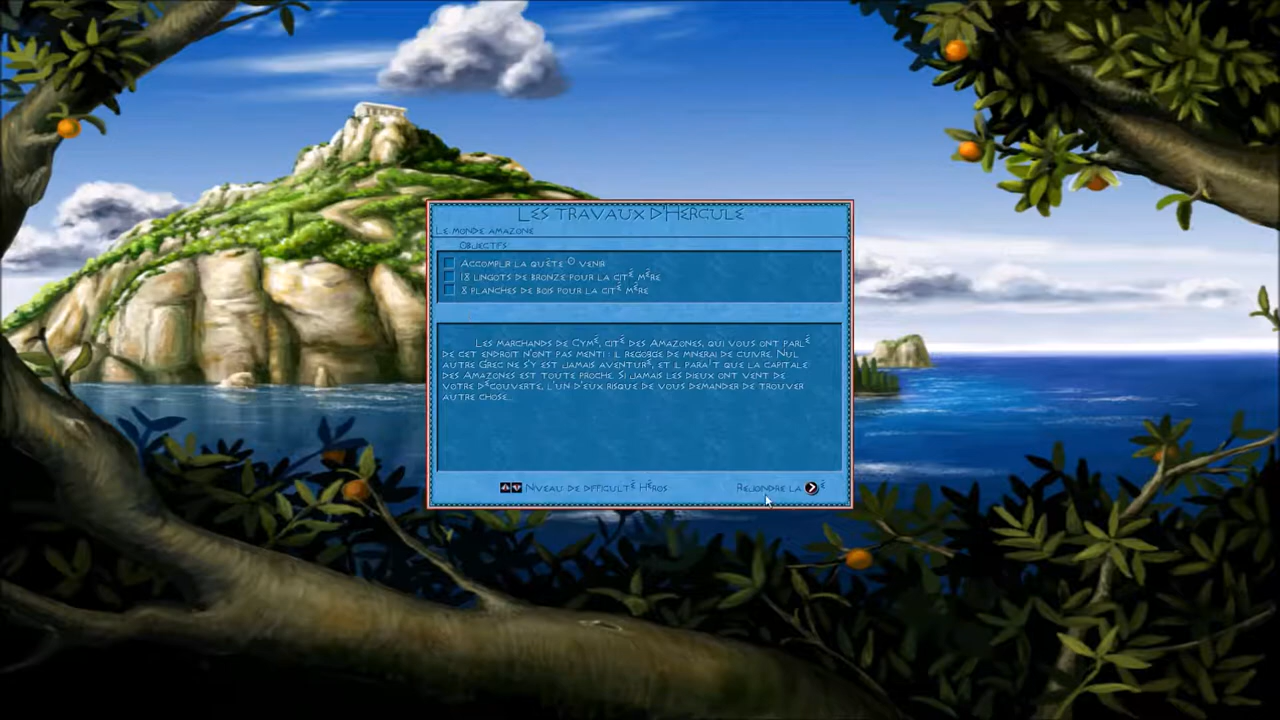 Les travaux d'Hercule
Le monde amazone
Objectifs
Accomplir la quête à venir
18 lingots de bronze pour la cité mère
8 planches de bois pour la cité mère
Les marchands de Cymé, cité des Amazones, qui vous ont parlé
de cet endroit n'ont pas menti : il regorge de minerai de cuivre. Nul
autre Grec ne s'y est jamais aventuré, et il paraît que la capitale
des Amazones est toute proche. Si jamais les dieux ont vent de
votre découverte, l'un d'eux risque de vous demander de trouver
autre chose...
Niveau de difficulté Héros
Rejoindre la